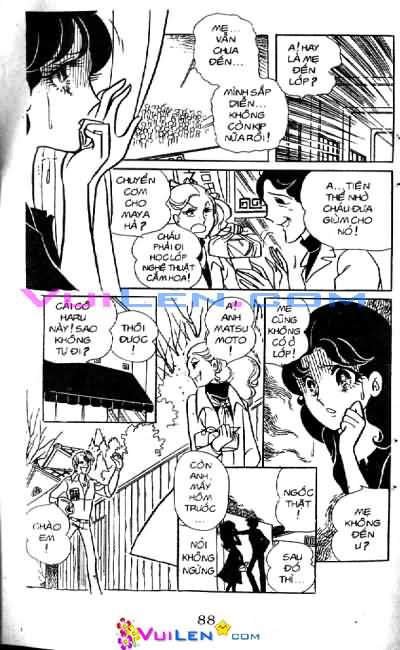 MẸ...
VẪN
CHƯA
ĐẾN...
MÌNH SẮP
DIỄN...
KHÔNG
CÒN KỊP
NỮA RỒI!
A! HAY
LÀ MẸ
ĐẾN
LỚP?
CHUYỂN
CƠM
CHO
MAYA
HẢ?
CHÁU
PHẢI ĐI
HỌC LỚP
NGHỆ THUẬT
CẮM HOA!
A... TIỆN
THỂ NHỜ
CHÁU ĐƯA
GIÙM CHO
NÓ!
VUILEN.COM
CÁI CÔ
HARU
NÀY! SAO
KHÔNG
TỰ ĐI?
THÔI
ĐƯỢC!
A!
ANH
MATSU
MOTO!
MẸ
CŨNG
KHÔNG
CÓ Ở
LỚP!
CHÀO
EM!
CÒN
ANH,
MẤY
HÔM
TRƯỚC
...
NÓI
KHÔNG
NGỪNG
NGỐC
THẬT!
SAU
ĐÓ
THÌ...
MẸ
KHÔNG
ĐẾN
Ư?
88
VUILEN.COM